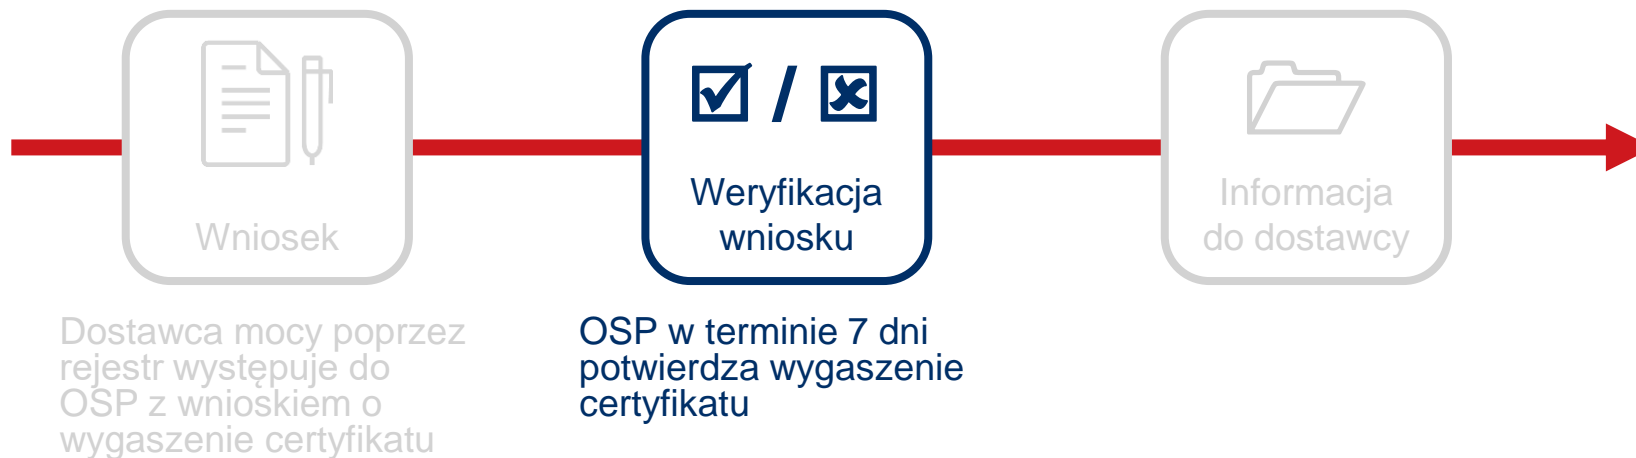 Wniosek
Dostawca mocy poprzez
rejestr występuje do
OSP z wnioskiem o
wygaszenie certyfikatu
/
Weryfikacja
wniosku
OSP w terminie 7 dni
potwierdza wygaszenie
certyfikatu
Informacja
do dostawcy